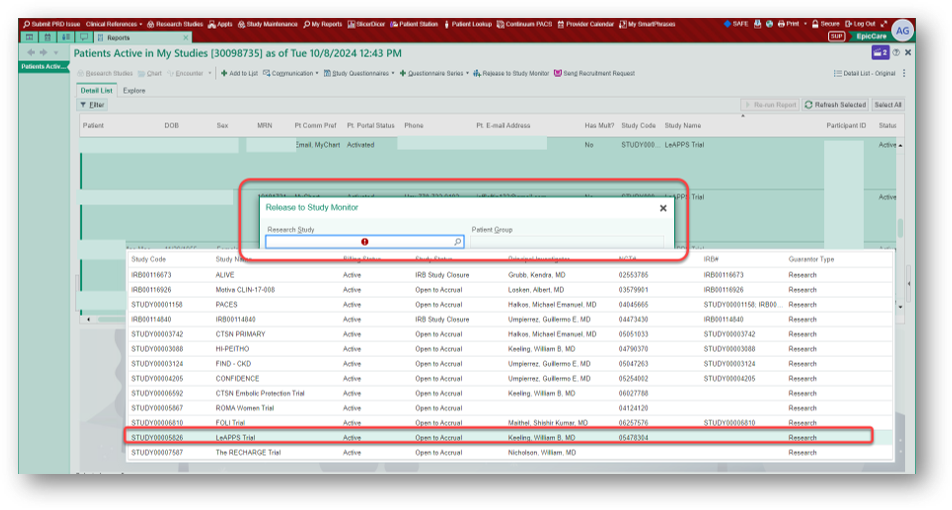 Submit PRD Issue Clinical References Research Studies Appts Study Maintenance My Reports SlicerDicer Patient Station Patient Lookup Continuum PACS Provider Calendar My SmartPhrases SAFE Print Secure Log Out
Reports SUP EpicCare AG
Patients Activ...
Patients Active in My Studies [30098735] as of Tue 10/8/2024 12:43 PM 2
Research Studies Chart Encounter Add to List Communication Study Questionnaires Questionnaire Series Release to Study Monitor Send Recruitment Request Detail List - Original
Detail List Explore
Filter Re-run Report Refresh Selected Select All
Patient DOB Sex MRN Pt Comm Pref Pt. Portal Status Phone Pt. E-mail Address Has Mult? Study Code Study Name Participant ID Status
Email, MyChart Activated No STUDY000... LeAPPS Trial Active
LeAPPS Trial Active
Release to Study Monitor
Research Study Patient Group
Study Code Study Name Billing Status Study Status Principal Investigator NCT# IRB# Guarantor Type
IRB00116673 ALIVE Active IRB Study Closure Grubb, Kendra, MD 02553785 IRB00116673 Research
IRB00116926 Motiva CLIN-17-008 Active IRB Study Closure Losken, Albert, MD 03579901 IRB00116926 Research
STUDY00001158 PACES Active Open to Accrual Halkos, Michael Emanuel, MD 04045665 STUDY00001158, IRB00... Research
IRB00114840 IRB00114840 Active IRB Study Closure Umpierrez, Guillermo E, MD 04473430 IRB00114840 Research
STUDY00003742 CTSN PRIMARY Active Open to Accrual Halkos, Michael Emanuel, MD 05051033 STUDY00003742 Research
STUDY00003088 HI-PEITHO Active Open to Accrual Keeling, William B, MD 04790370 STUDY00003088 Research
STUDY00003124 FIND - CKD Active Open to Accrual Umpierrez, Guillermo E, MD 05047263 STUDY00003124 Research
STUDY00004205 CONFIDENCE Active Open to Accrual Umpierrez, Guillermo E, MD 05254002 STUDY00004205 Research
STUDY00006592 CTSN Embolic Protection Trial Active Open to Accrual Keeling, William B, MD 06027788 Research
STUDY00005867 ROMA Women Trial Active Open to Accrual 04124120 Research
STUDY00006810 FOLI Trial Active Open to Accrual Maithel, Shishir Kumar, MD 06257576 STUDY00006810 Research
STUDY00005826 LeAPPS Trial Active Open to Accrual Keeling, William B, MD 05478304 Research
STUDY00007587 The RECHARGE Trial Active Open to Accrual Nicholson, William, MD Research